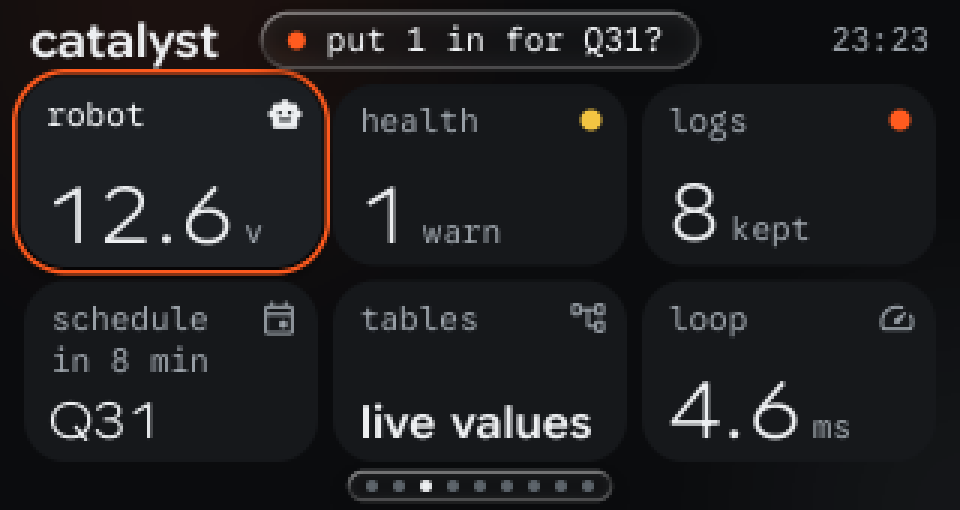 catalyst
put 1 in for Q31?
23:23
robot
12.6 v
health
1 warn
logs
8 kept
schedule
in 8 min
Q31
tables
live values
loop
4.6 ms